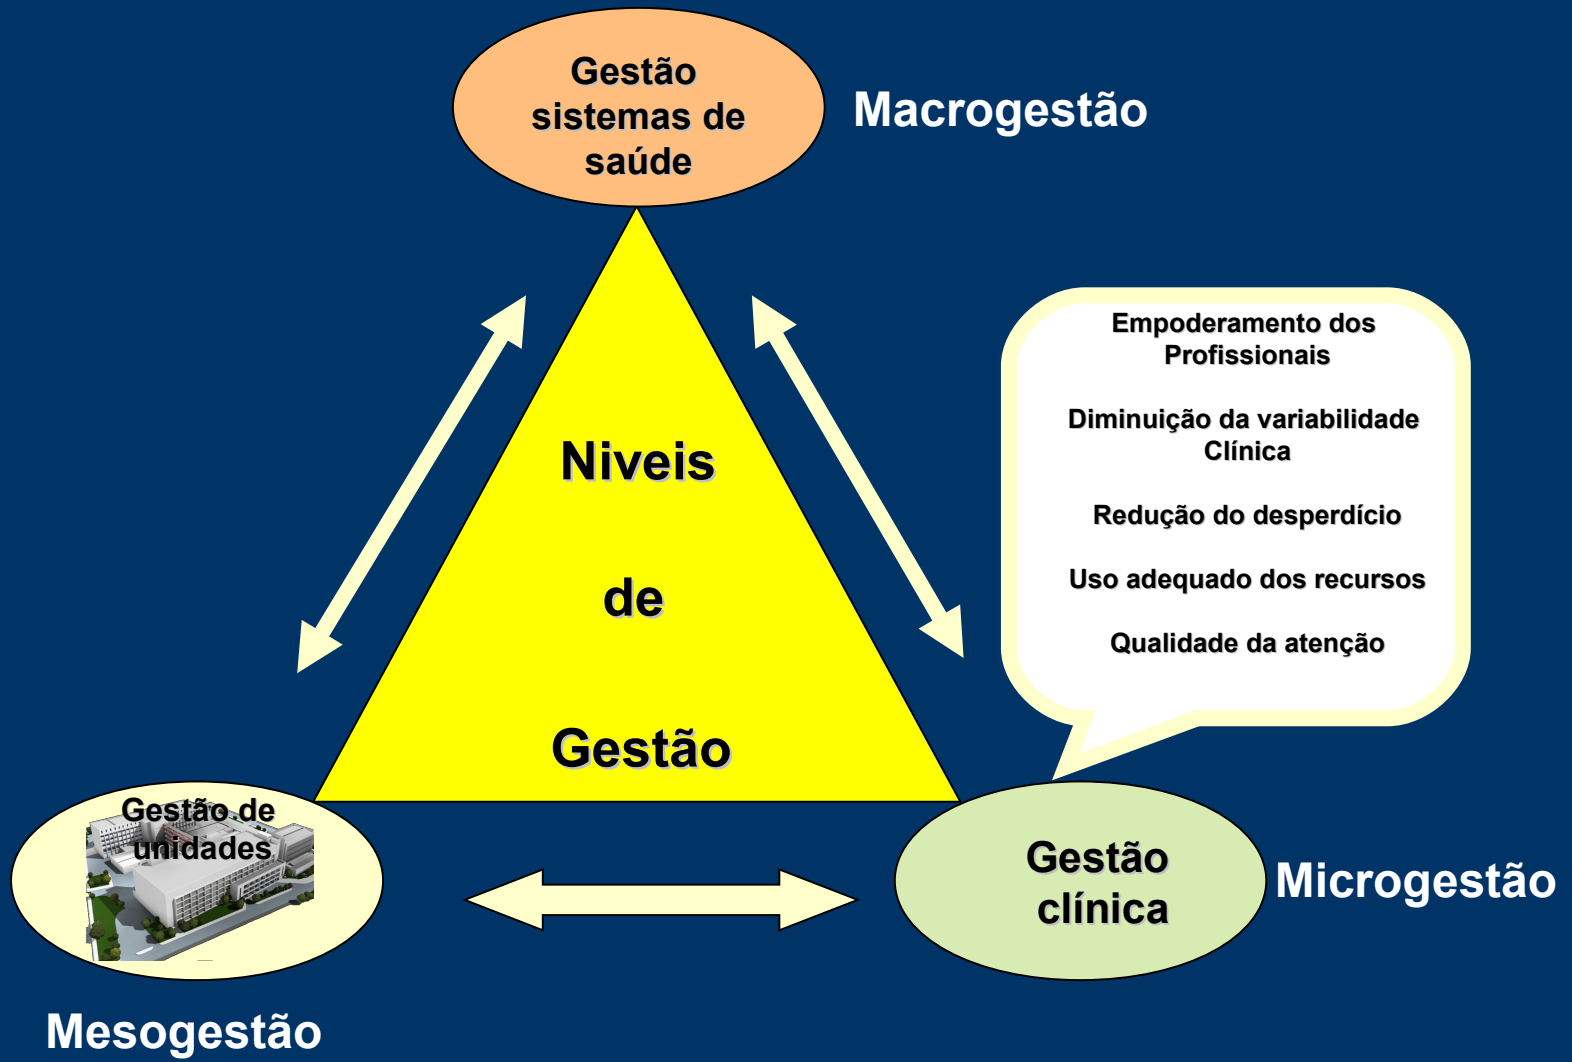 Gestão
sistemas de
saúde
Macrogestão
Empoderamento dos
Profissionais
Diminuição da variabilidade
Clínica
Redução do desperdício
Uso adequado dos recursos
Qualidade da atenção
Niveis
de
Gestão
Gestão de
unidades
Mesogestão
Gestão
clínica
Microgestão